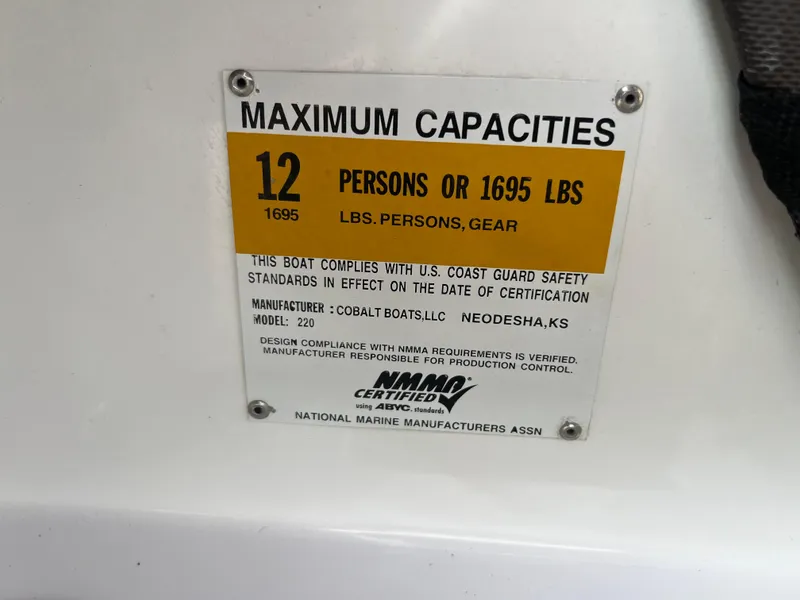 MAXIMUM CAPACITIES
12 PERSONS OR 1695 LBS
1695 LBS. PERSONS, GEAR
THIS BOAT COMPLIES WITH U.S. COAST GUARD SAFETY
STANDARDS IN EFFECT ON THE DATE OF CERTIFICATION
MANUFACTURER : COBALT BOATS,LLC NEODESHA,KS
MODEL: 220
DESIGN COMPLIANCE WITH NMMA REQUIREMENTS IS VERIFIED.
MANUFACTURER RESPONSIBLE FOR PRODUCTION CONTROL.
NMMA®
CERTIFIED
using ABYC. standards
NATIONAL MARINE MANUFACTURERS ASSN